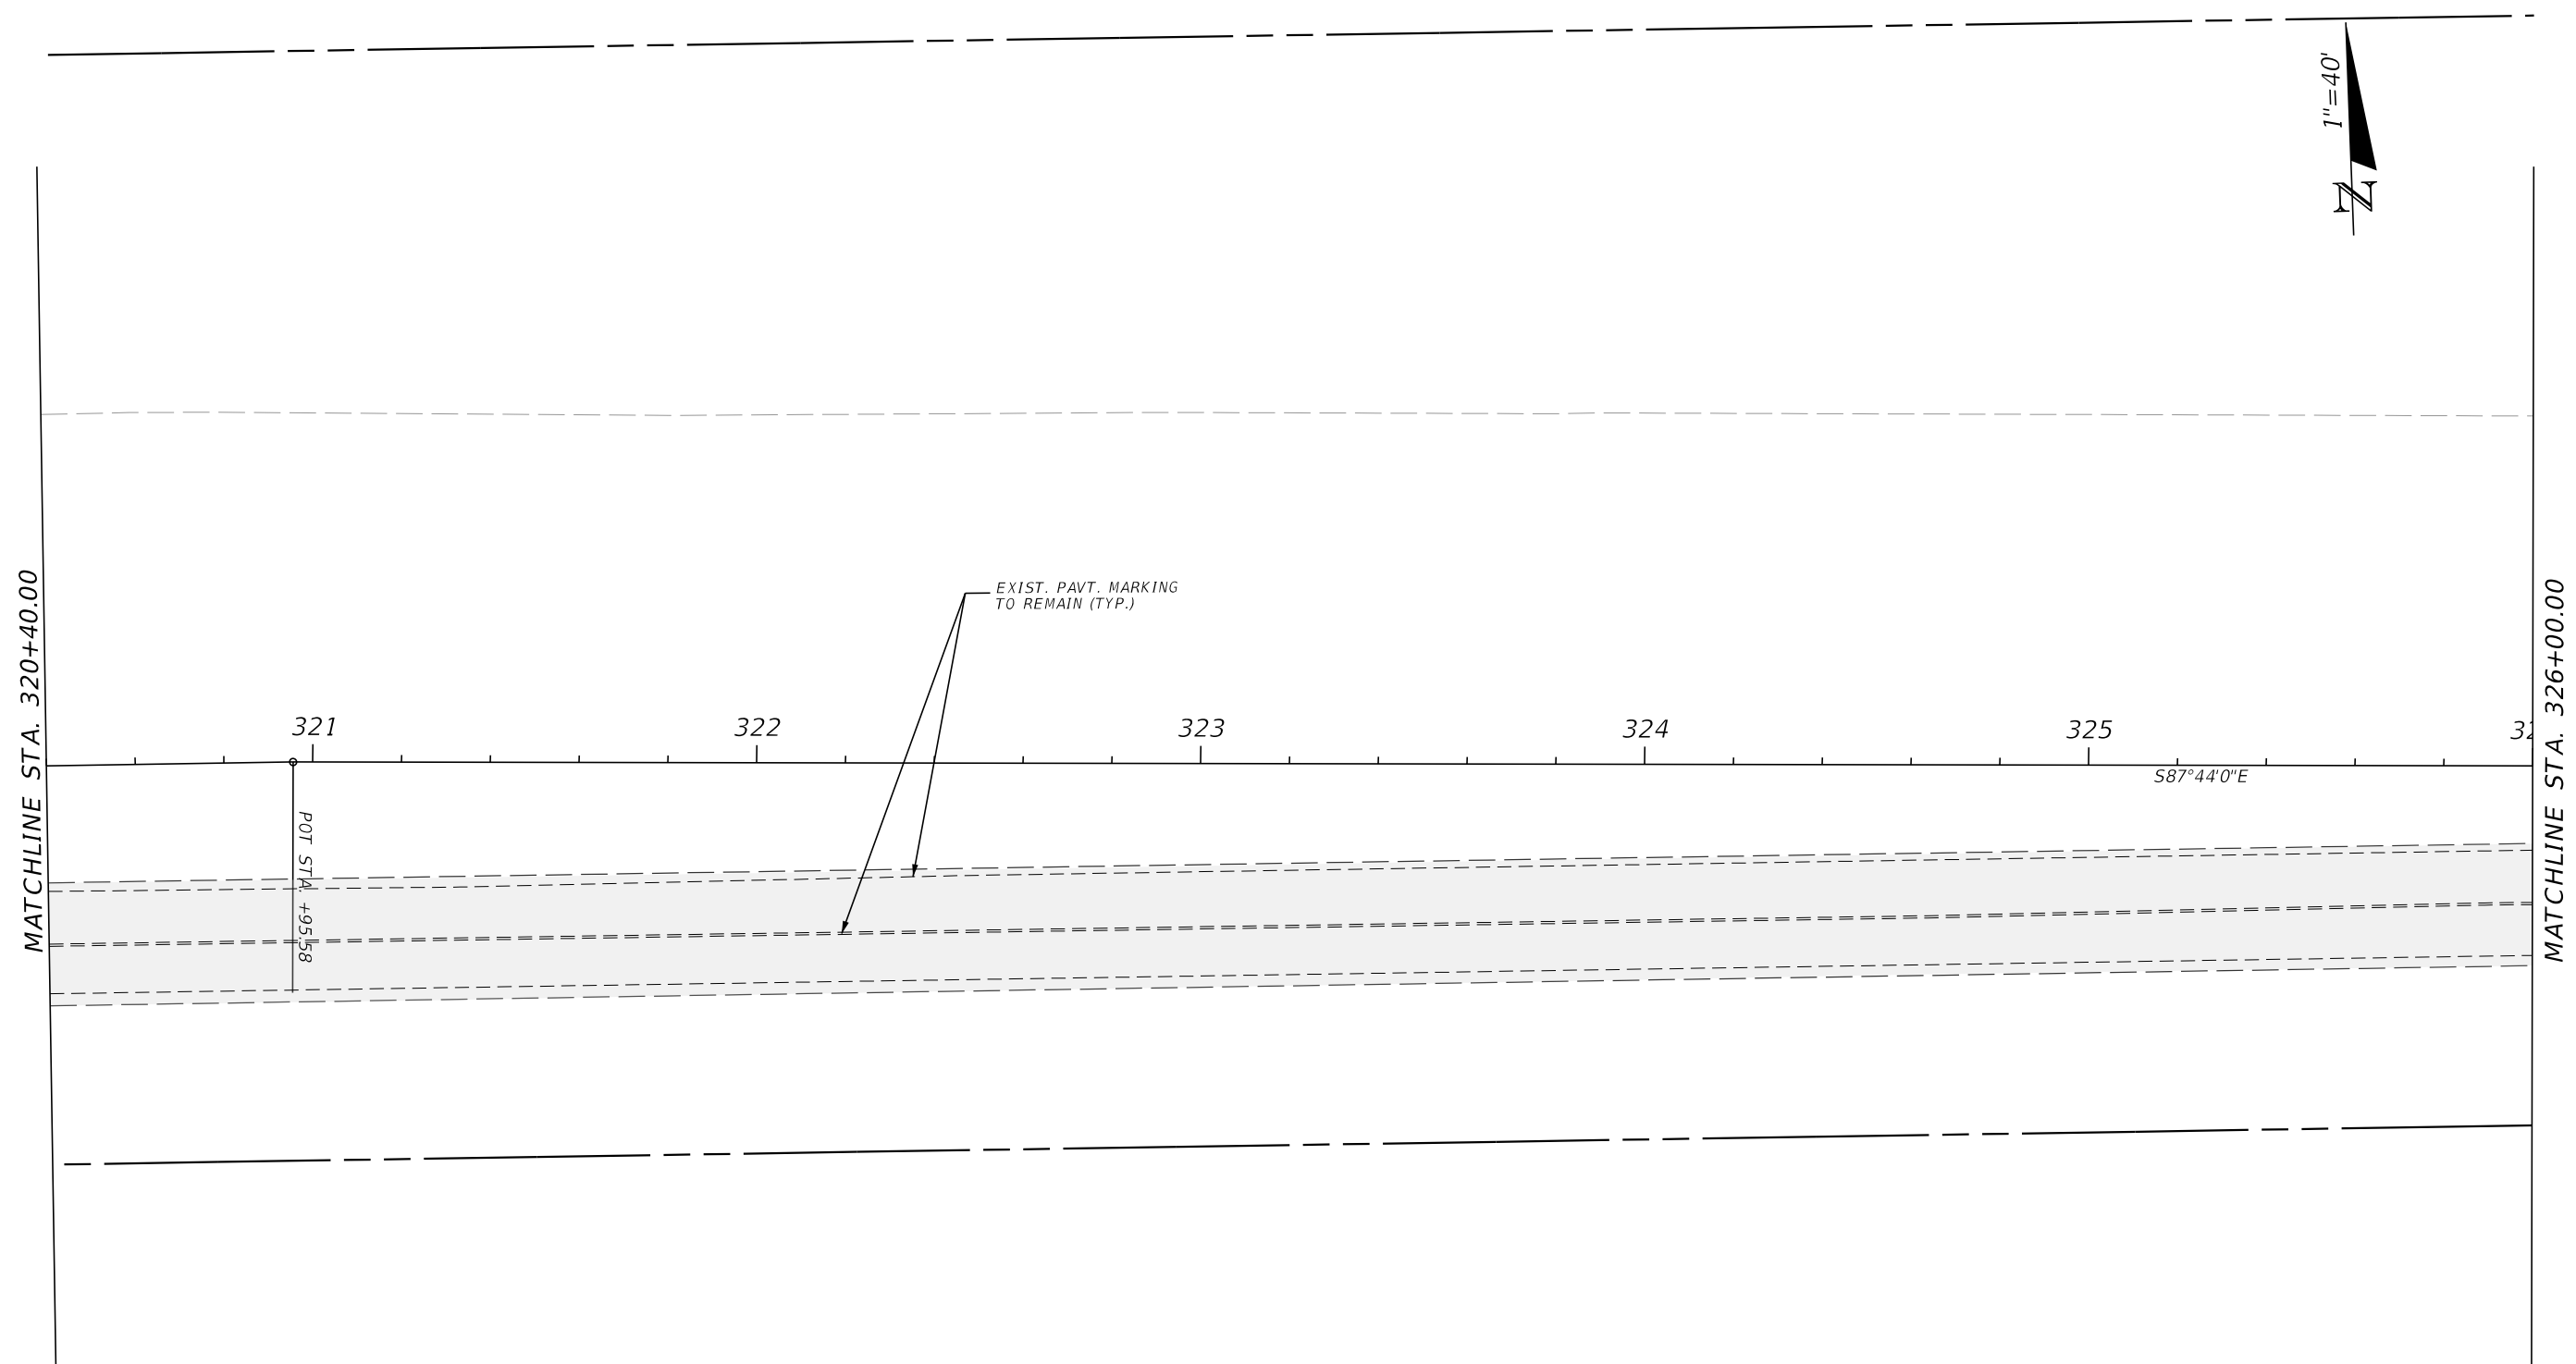 1"=40'
N
MATCHLINE STA. 320+40.00
EXIST. PAVT. MARKING
TO REMAIN (TYP.)
321
322
323
324
325
32
S87°44'0"E
POT STA. +95.58
MATCHLINE STA. 326+00.00